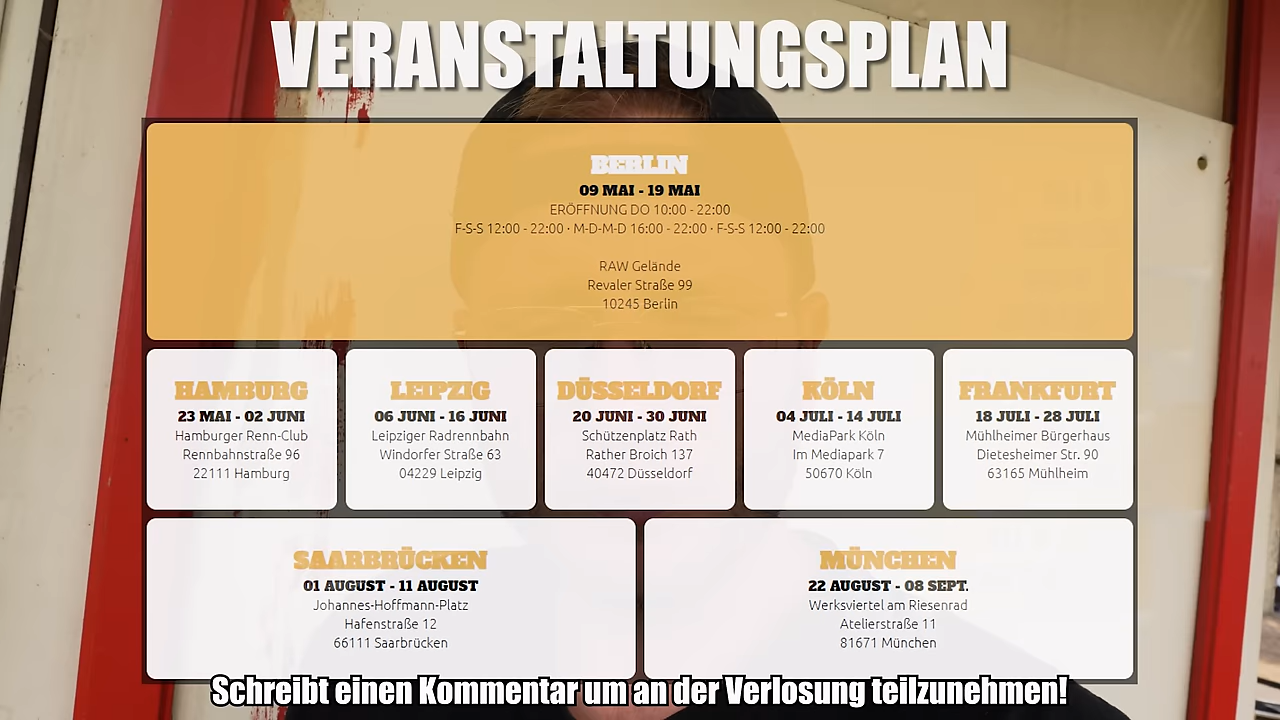 VERANSTALTUNGSPLAN
BERLIN
09 MAI - 19 MAI
ERÖFFNUNG DO 10:00 - 22:00
F-S-S 12:00 - 22:00 · M-D-M-D 16:00 - 22:00 · F-S-S 12:00 - 22:00
RAW Gelände
Revaler Straße 99
10245 Berlin
HAMBURG
23 MAI - 02 JUNI
Hamburger Renn-Club
Rennbahnstraße 96
22111 Hamburg
LEIPZIG
06 JUNI - 16 JUNI
Leipziger Radrennbahn
Windorfer Straße 63
04229 Leipzig
DÜSSELDORF
20 JUNI - 30 JUNI
Schützenplatz Rath
Rather Broich 137
40472 Düsseldorf
KÖLN
04 JULI - 14 JULI
MediaPark Köln
Im Mediapark 7
50670 Köln
FRANKFURT
18 JULI - 28 JULI
Mühlheimer Bürgerhaus
Dietesheimer Str. 90
63165 Mühlheim
SAARBRÜCKEN
01 AUGUST - 11 AUGUST
Johannes-Hoffmann-Platz
Hafenstraße 12
66111 Saarbrücken
MÜNCHEN
22 AUGUST - 08 SEPT.
Werksviertel am Riesenrad
Atelierstraße 11
81671 München
Schreibt einen Kommentar um an der Verlosung teilzunehmen!